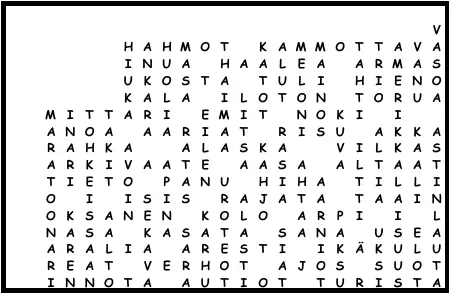 V
HAHMOT KAMMOTTAVA
INUA HAALEA ARMAS
UKOSTA TULI HIENO
KALA ILOTON TORUA
MITTARI EMIT NOKI I
ANOA AARIAT RISU AKKA
RAHKA ALASKA VILKAS
ARKIVAATE AASA ALTAAT
TIETO PANU HIHA TILLI
O I ISIS RAJATA TAAIN
OKSANEN KOLO ARPI I L
NASA KASATA SANA USEA
ARALIA ARESTI IKÄKULU
REAT VERHOT AJOS SUOT
INNOTA AUTIOT TURISTA